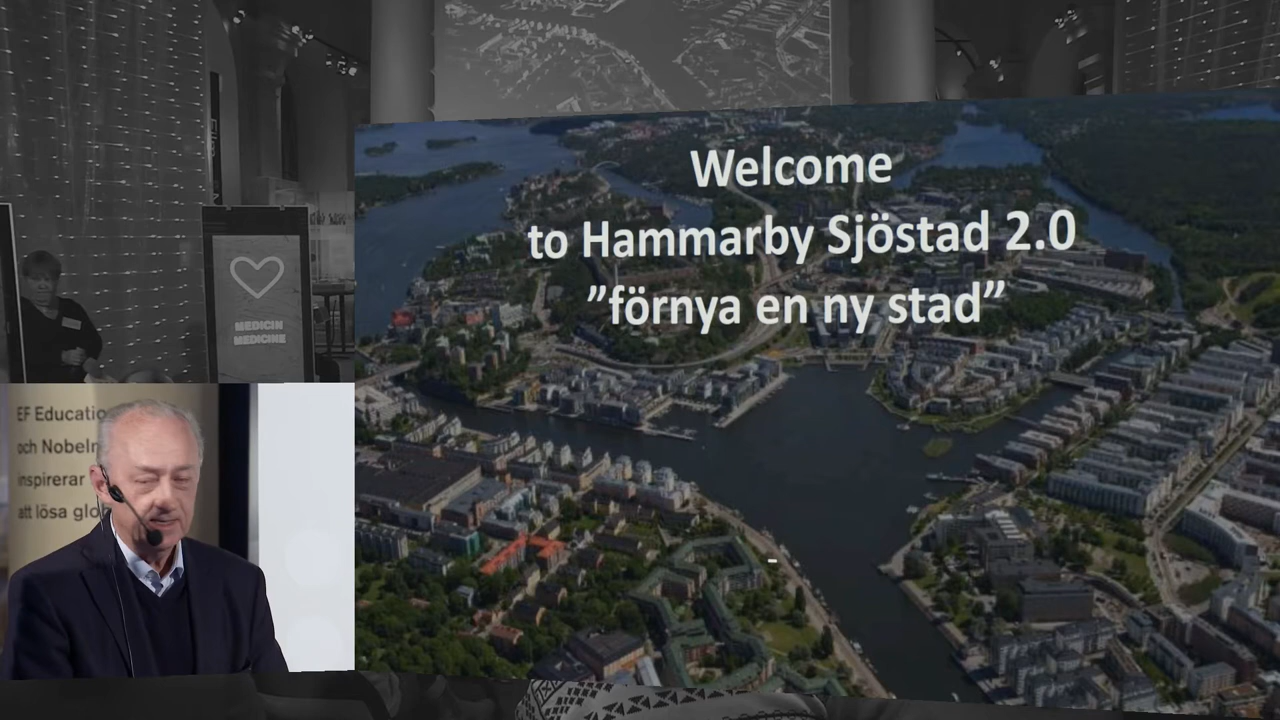 Welcome
to Hammarby Sjöstad 2.0
”förnya en ny stad”
MEDICIN
MEDICINE
EF Educatio
och Nobelm
inspirerar
att lösa glo